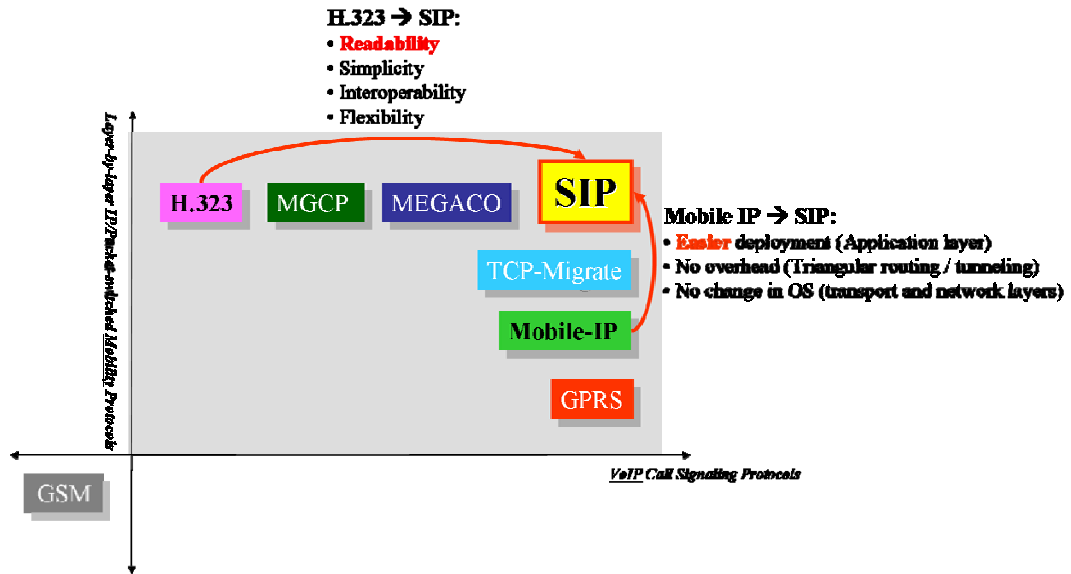 H.323 → SIP:
• Readability
• Simplicity
• Interoperability
• Flexibility
Layer-by-layer IP/Packet-switched Mobility Protocols
H.323
MGCP
MEGACO
SIP
Mobile IP → SIP:
• Easier deployment (Application layer)
• No overhead (Triangular routing / tunneling)
• No change in OS (transport and network layers)
TCP-Migrate
Mobile-IP
GPRS
VoIP Call Signaling Protocols
GSM